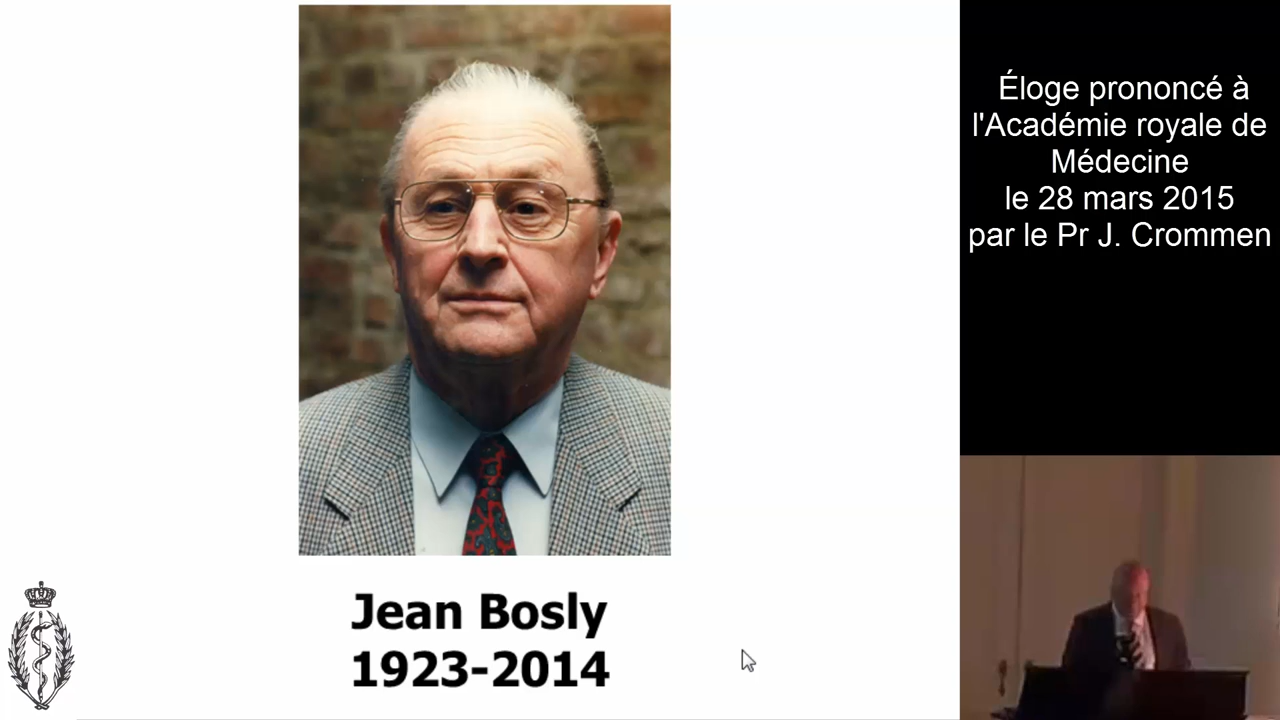 Éloge prononcé à
l'Académie royale de
Médecine
le 28 mars 2015
par le Pr J. Crommen
Jean Bosly
1923-2014